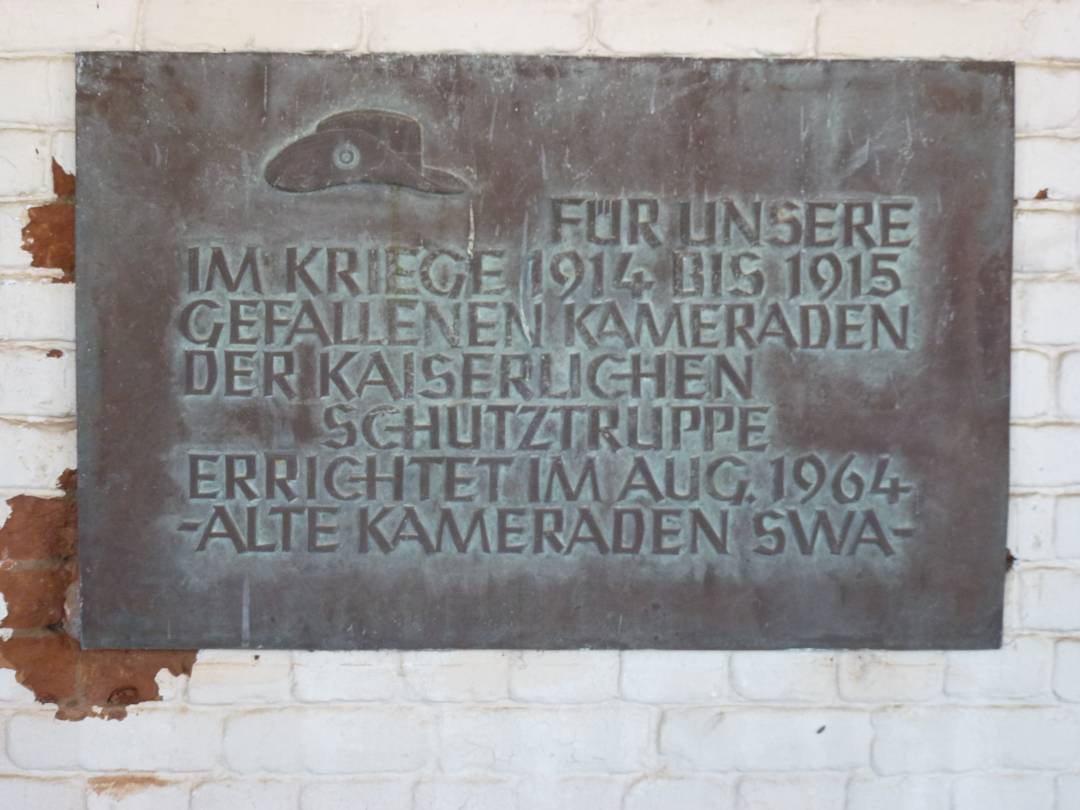 FÜR UNSERE
IM KRIEGE 1914 BIS 1915
GEFALLENEN KAMERADEN
DER KAISERLICHEN
SCHUTZTRUPPE
ERRICHTET IM AUG. 1964
-ALTE KAMERADEN SWA-